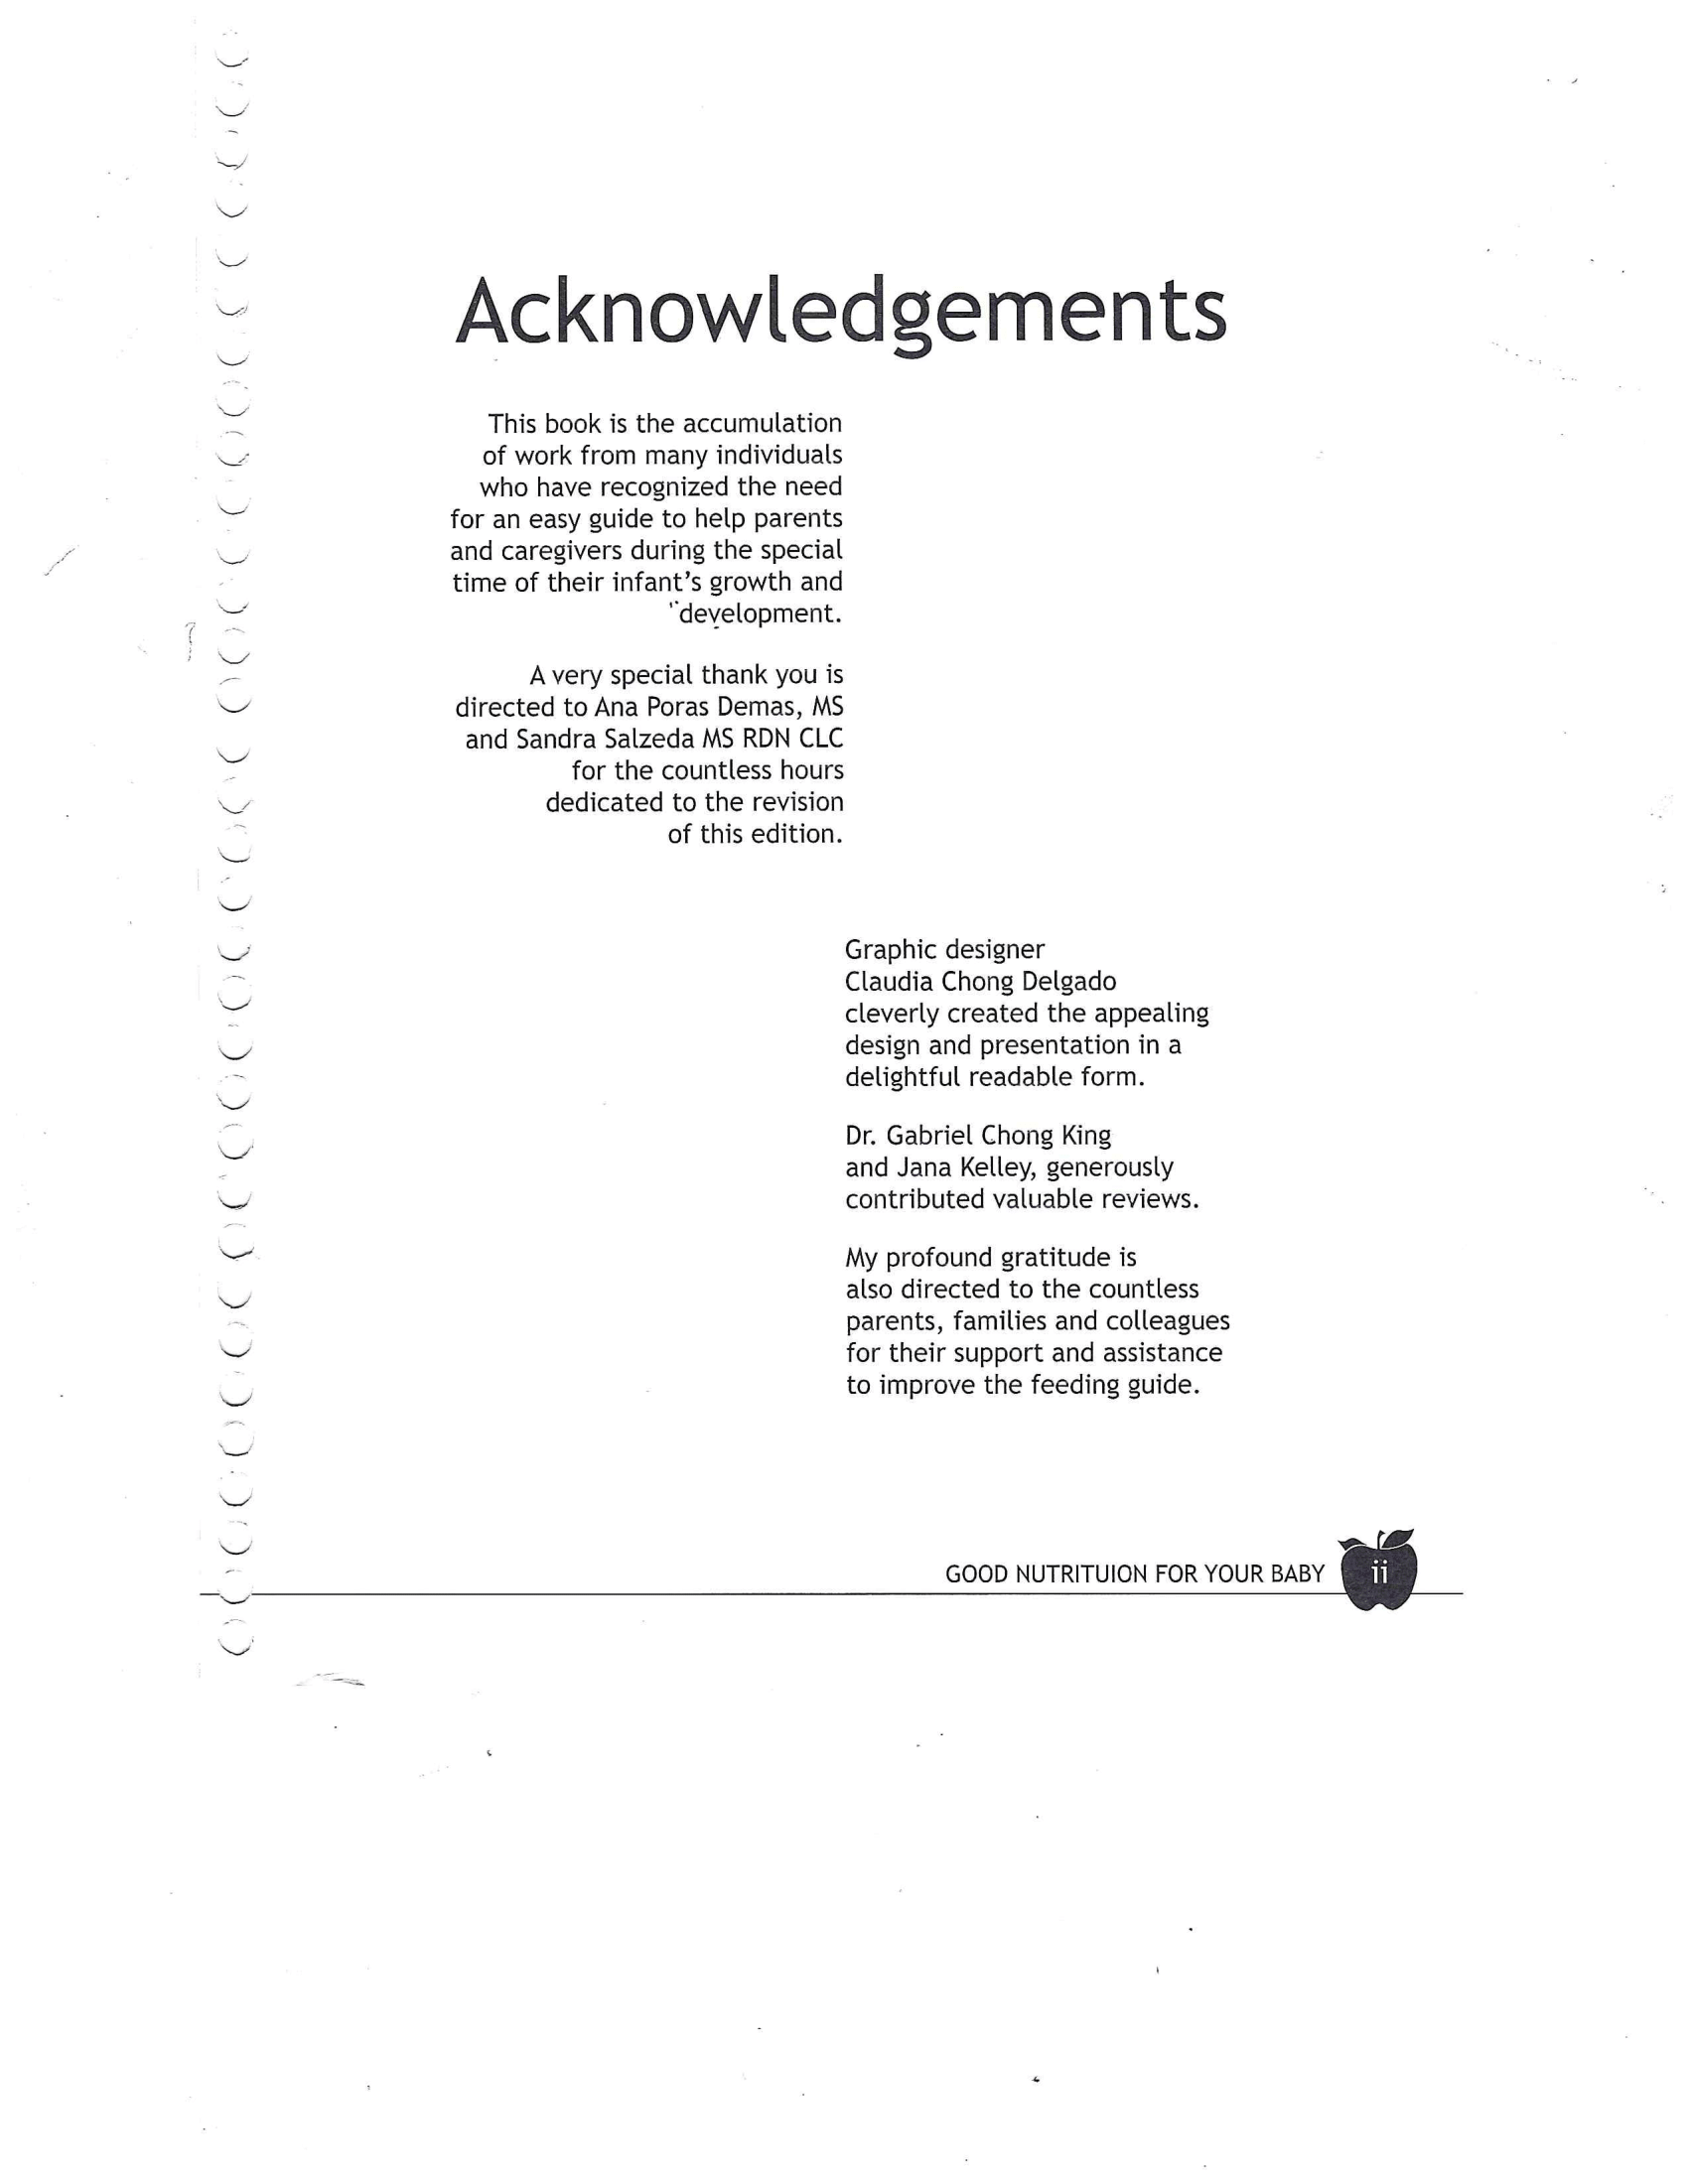 Acknowledgements
This book is the accumulation
of work from many individuals
who have recognized the need
for an easy guide to help parents
and caregivers during the special
time of their infant's growth and
development.
A very special thank you is
directed to Ana Poras Demas, MS
and Sandra Salzeda MS RDN CLC
for the countless hours
dedicated to the revision
of this edition.
Graphic designer
Claudia Chong Delgado
cleverly created the appealing
design and presentation in a
delightful readable form.
Dr. Gabriel Chong King
and Jana Kelley, generously
contributed valuable reviews.
My profound gratitude is
also directed to the countless
parents, families and colleagues
for their support and assistance
to improve the feeding guide.
GOOD NUTRITUION FOR YOUR BABY ii